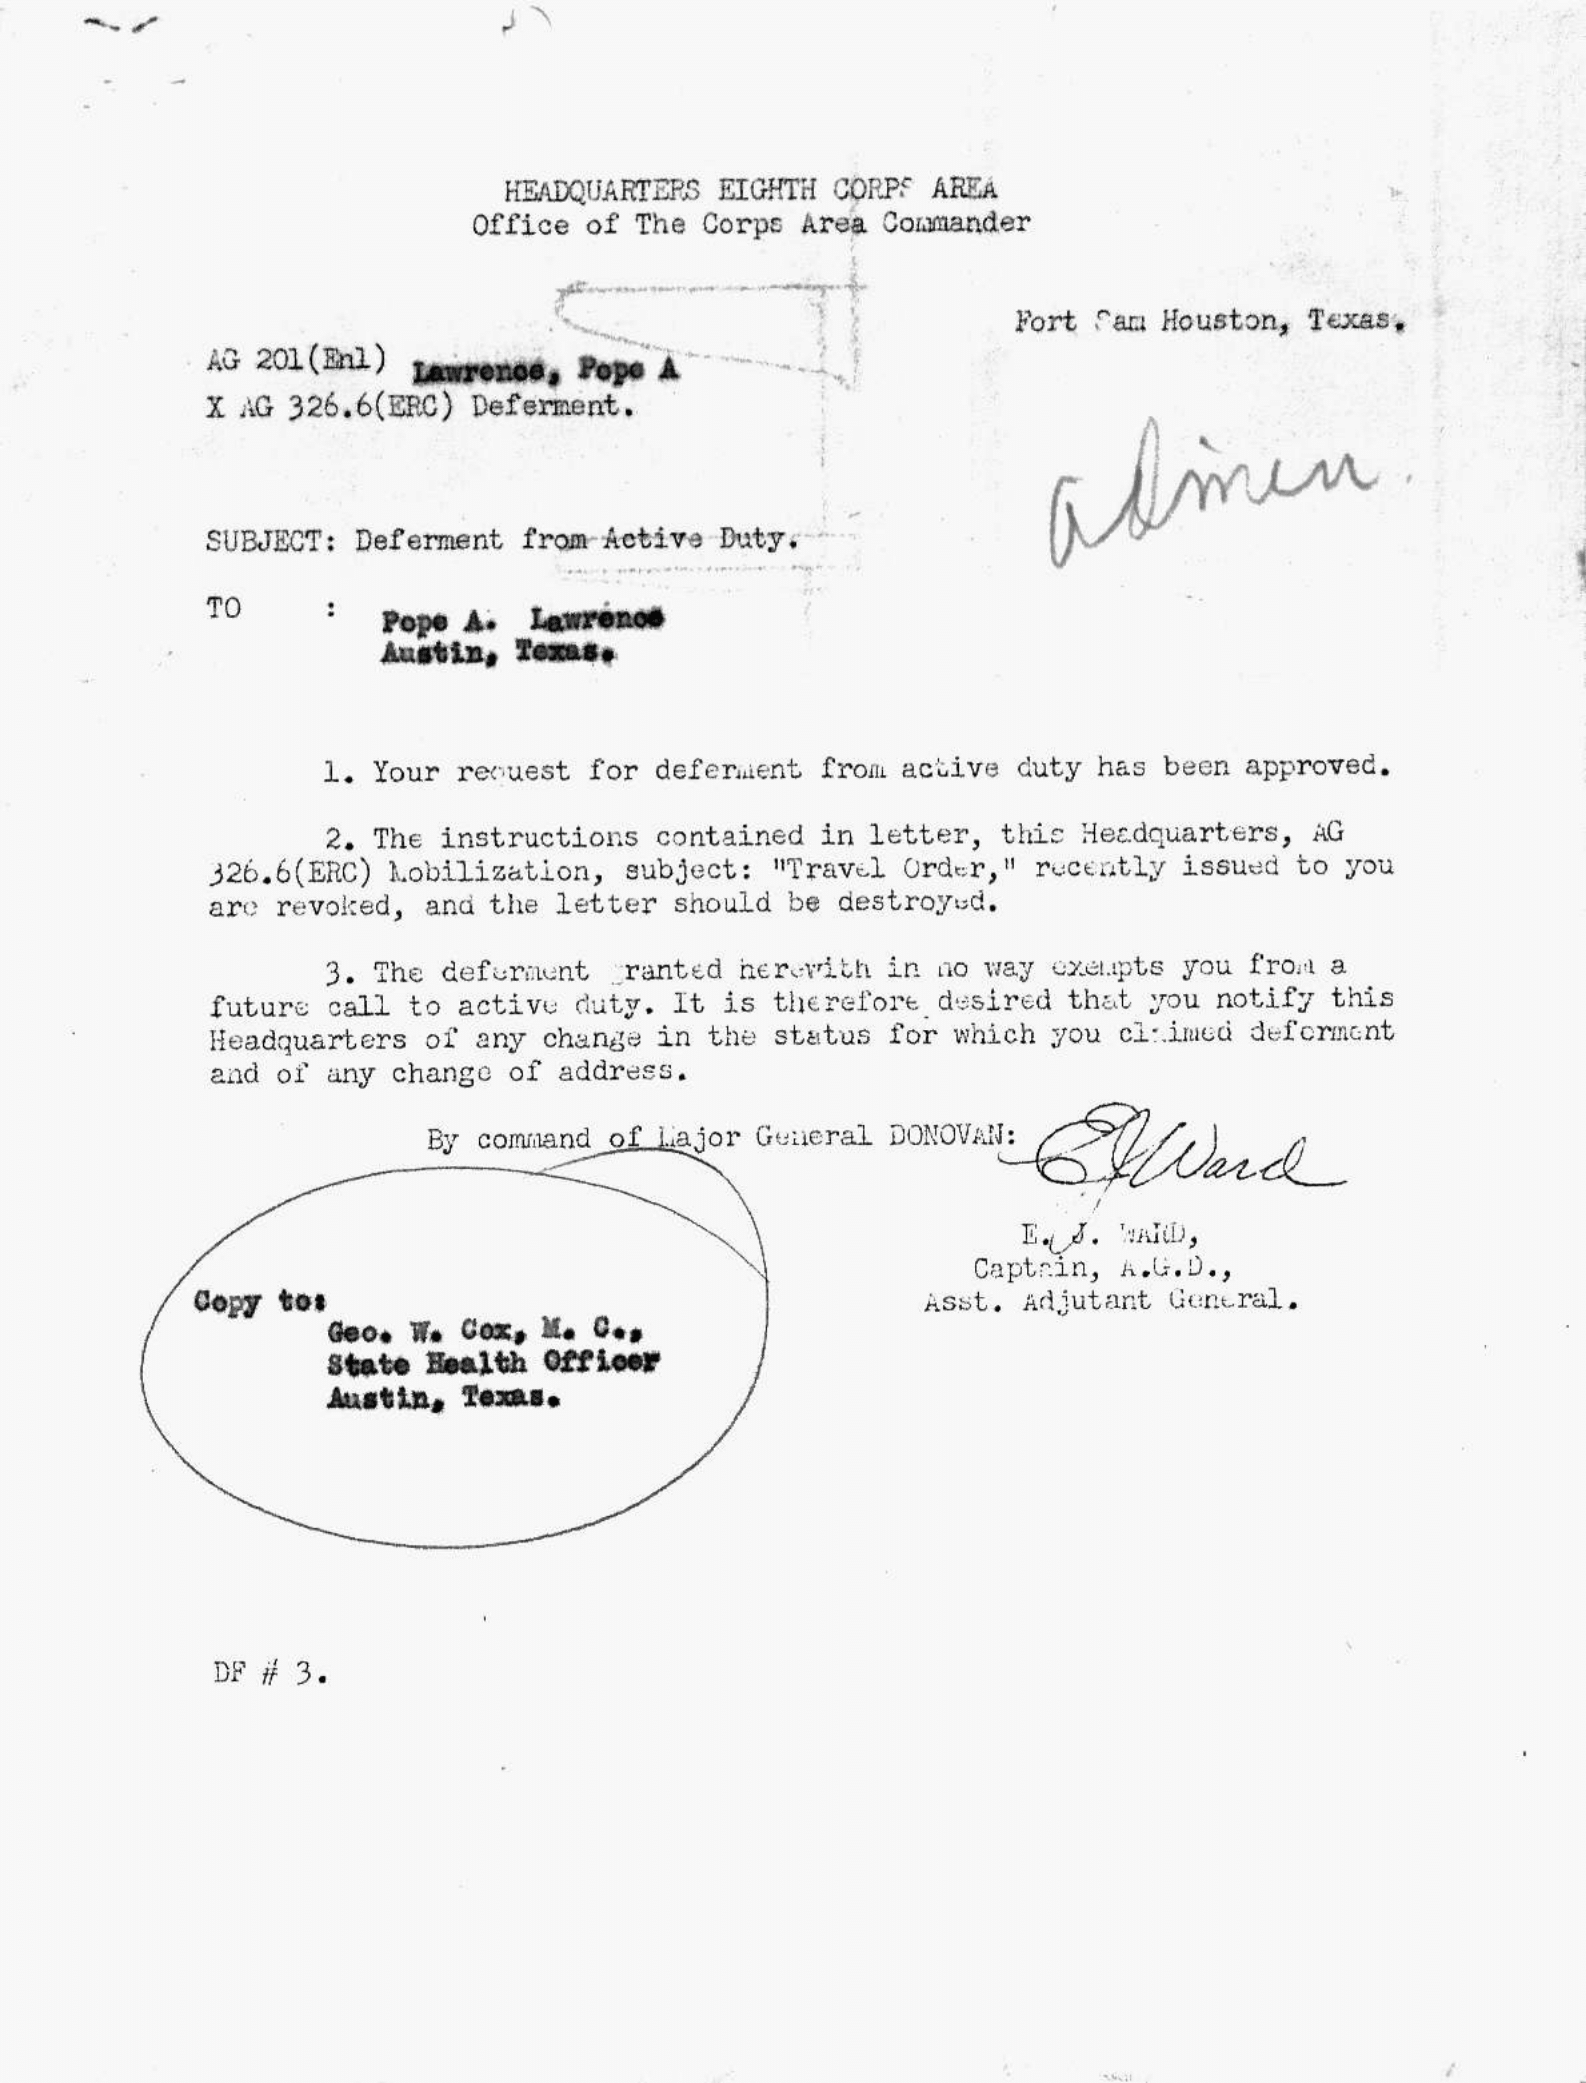 HEADQUARTERS EIGHTH CORPS AREA
Office of The Corps Area Commander
Fort Sam Houston, Texas.
AG 201(Enl) Lawrence, Pope A
X AG 326.6(ERC) Deferment.
SUBJECT: Deferment from Active Duty.
TO : Pope A. Lawrence
Austin, Texas.
1. Your request for deferment from active duty has been approved.
2. The instructions contained in letter, this Headquarters, AG
326.6(ERC) Mobilization, subject: "Travel Order," recently issued to you
are revoked, and the letter should be destroyed.
3. The deferment granted herewith in no way exempts you from a
future call to active duty. It is therefore desired that you notify this
Headquarters of any change in the status for which you claimed deferment
and of any change of address.
By command of Major General DONOVAN:
EJWard
E. J. WARD,
Captain, A.G.D.,
Asst. Adjutant General.
Copy to:
Geo. W. Cox, M. C.,
State Health Officer
Austin, Texas.
DF # 3.